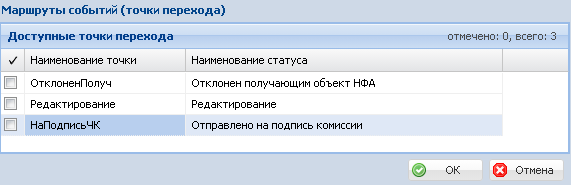 Маршруты событий (точки перехода)
Доступные точки перехода отмечено: 0, всего: 3
Наименование точки Наименование статуса
ОтклоненПолуч Отклонен получающим объект НФА
Редактирование Редактирование
НаПодписьЧК Отправлено на подпись комиссии
ОК Отмена